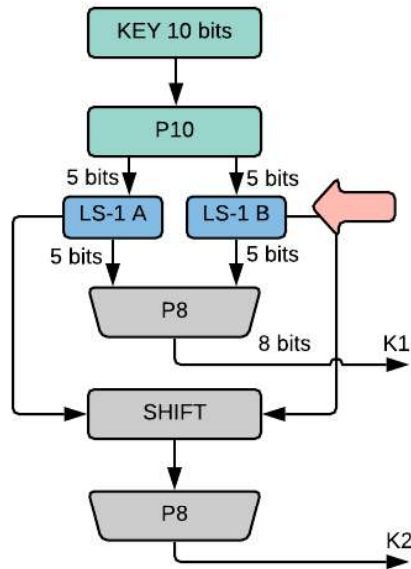 KEY 10 bits
P10
5 bits
5 bits
LS-1 A
LS-1 B
5 bits
5 bits
P8
8 bits
K1
SHIFT
P8
K2